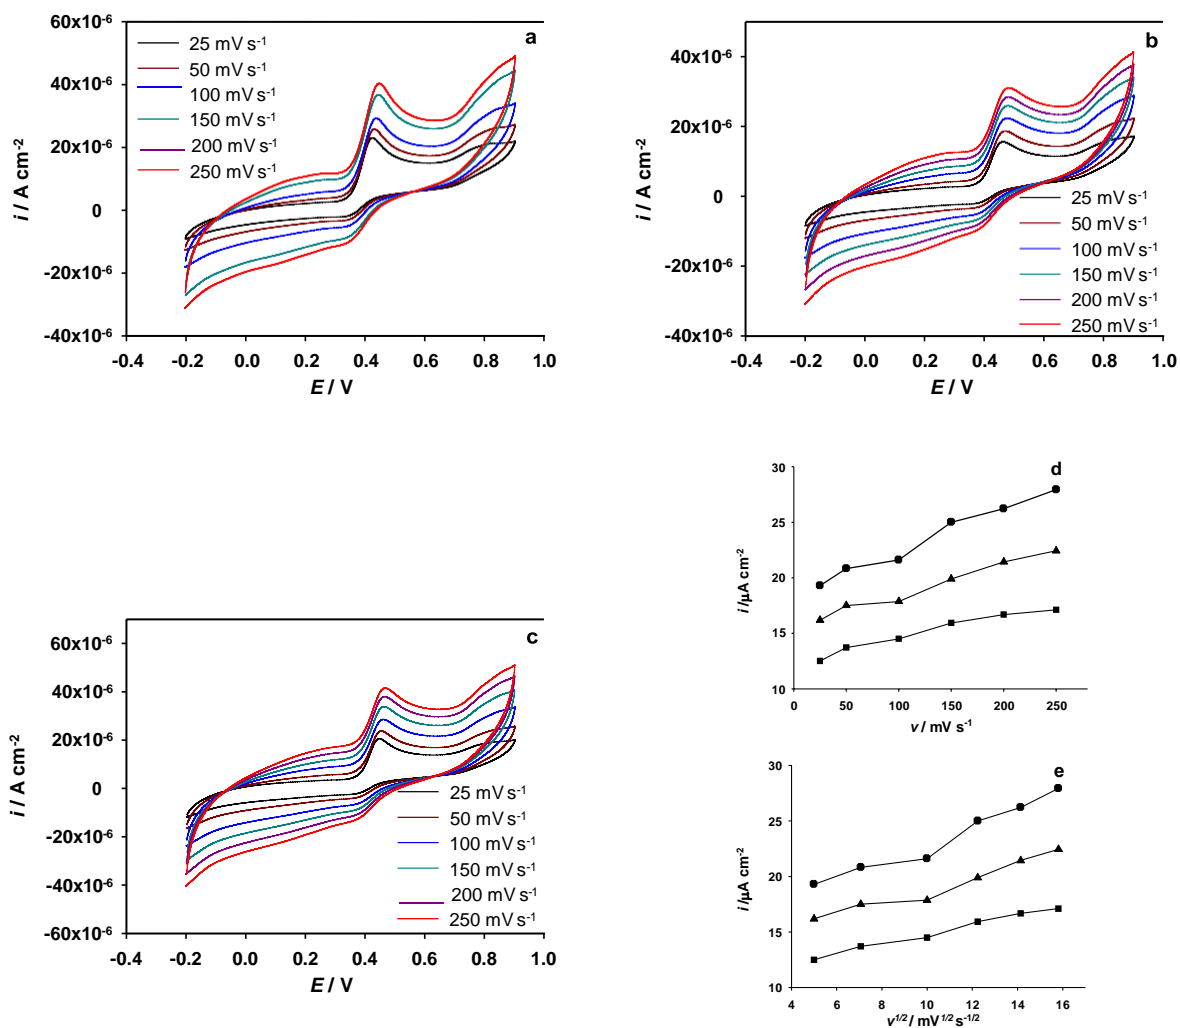 a
60x10-6
40x10-6
20x10-6
0
-20x10-6
-40x10-6
i / A cm-2
25 mV s-1
50 mV s-1
100 mV s-1
150 mV s-1
200 mV s-1
250 mV s-1
-0.4 -0.2 0.0 0.2 0.4 0.6 0.8 1.0
E / V
b
40x10-6
20x10-6
0
-20x10-6
-40x10-6
i / A cm-2
25 mV s-1
50 mV s-1
100 mV s-1
150 mV s-1
200 mV s-1
250 mV s-1
-0.4 -0.2 0.0 0.2 0.4 0.6 0.8 1.0
E / V
c
60x10-6
40x10-6
20x10-6
0
-20x10-6
-40x10-6
-60x10-6
i / A cm-2
25 mV s-1
50 mV s-1
100 mV s-1
150 mV s-1
200 mV s-1
250 mV s-1
-0.4 -0.2 0.0 0.2 0.4 0.6 0.8 1.0
E / V
d
30
25
20
15
10
i /µA cm-2
0 50 100 150 200 250
v / mV s-1
e
30
25
20
15
10
i /µA cm-2
4 6 8 10 12 14 16
v1/2 / mV1/2 s-1/2